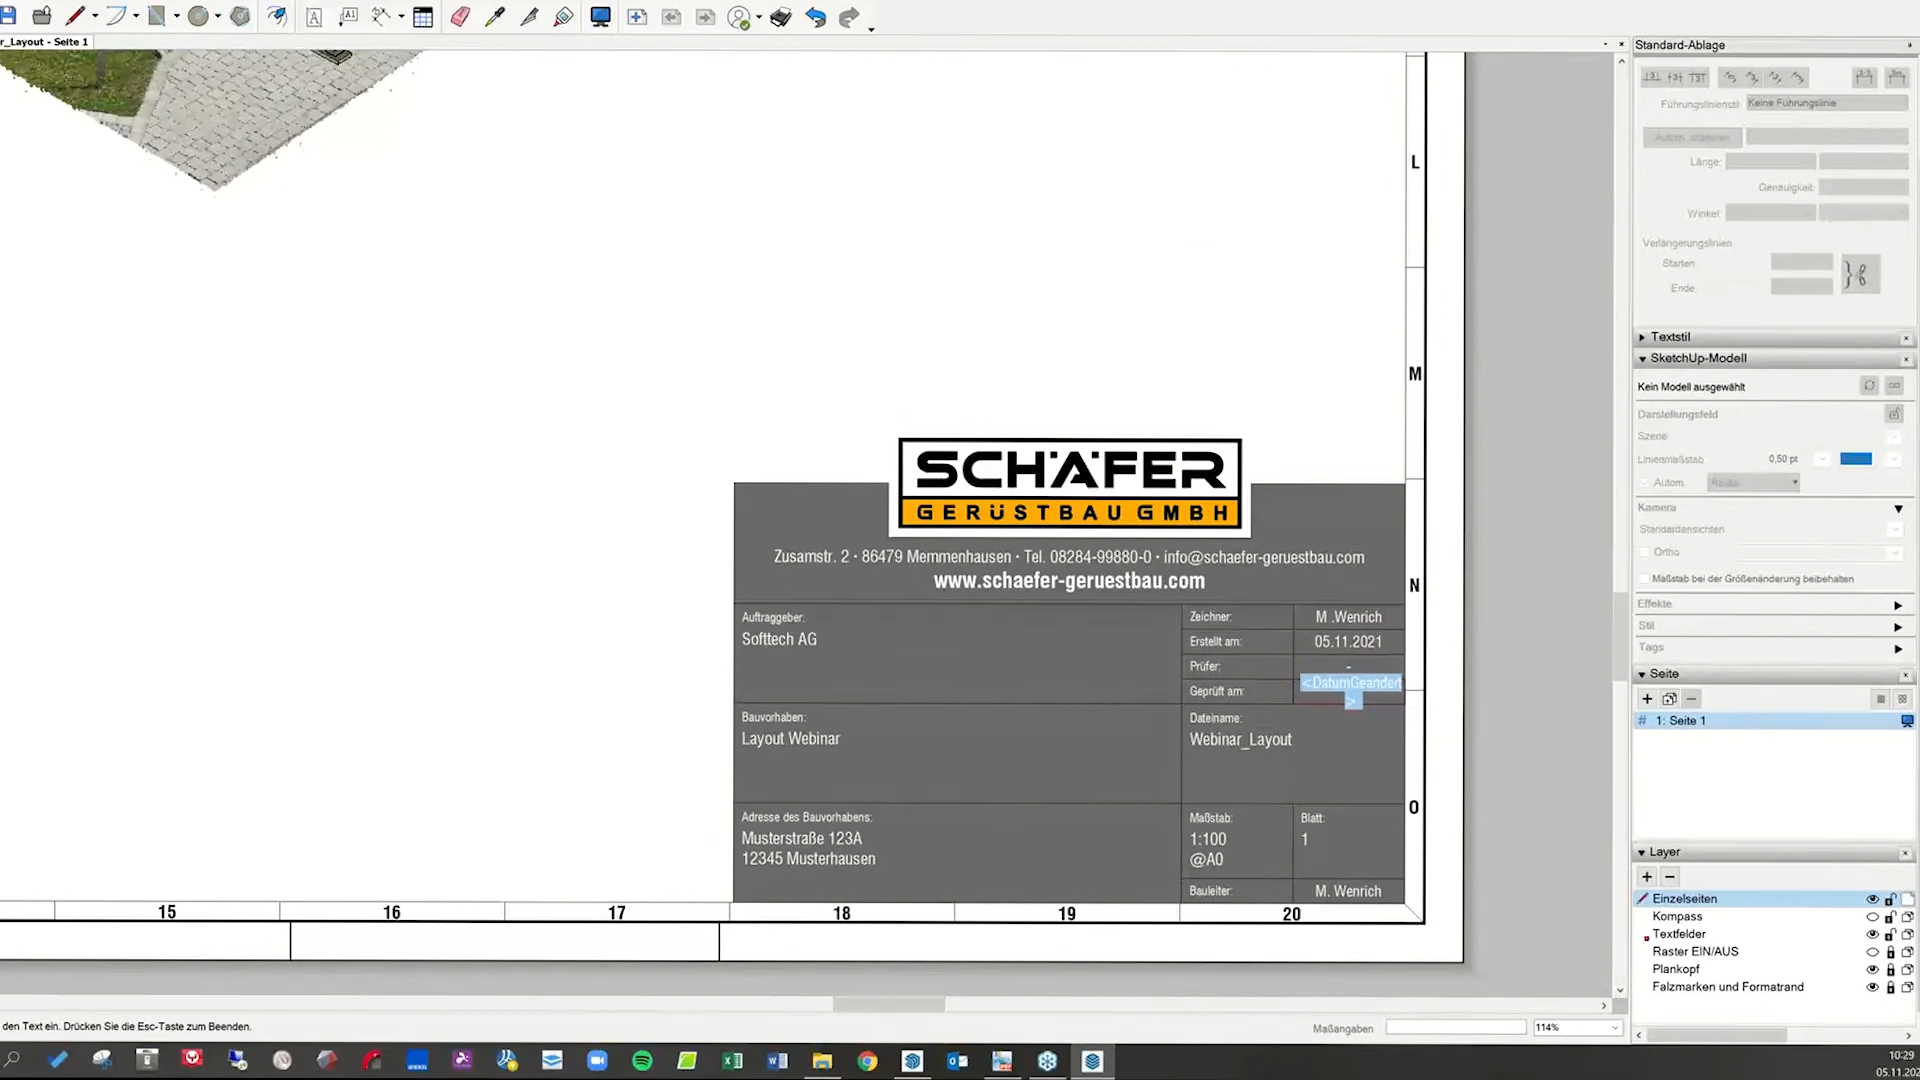 r_Layout - Seite 1
Standard-Ablage
Führungslinienstil:
Keine Führungslinie
Autom. skalieren
Länge:
Genauigkeit:
Winkel:
Verlängerungslinien
Starten:
Ende:
Textstil
SketchUp-Modell
Kein Modell ausgewählt
Darstellungsfeld
Szene:
Linienmaßstab
0,50 pt
Autom.
Kamera
Standardansichten
Ortho
Maßstab bei der Größenänderung beibehalten
Effekte
Stil
Tags
Seite
# 1: Seite 1
Layer
Einzelseiten
Kompass
Textfelder
Raster EIN/AUS
Plankopf
Falzmarken und Formatrand
L
M
N
O
SCHÄFER
GERÜSTBAU GMBH
Zusamstr. 2 · 86479 Memmenhausen · Tel. 08284-99880-0 · info@schaefer-geruestbau.com
www.schaefer-geruestbau.com
Auftraggeber:
Softtech AG
Zeichner:
M .Wenrich
Erstellt am:
05.11.2021
Prüfer:
-
Geprüft am:
<DatumGeändert
>
Bauvorhaben:
Layout Webinar
Dateiname:
Webinar_Layout
Adresse des Bauvorhabens:
Musterstraße 123A
12345 Musterhausen
Maßstab:
1:100
@A0
Blatt:
1
Bauleiter:
M. Wenrich
15
16
17
18
19
20
den Text ein. Drücken Sie die Esc-Taste zum Beenden.
Maßangaben
114%
10:29
05.11.202